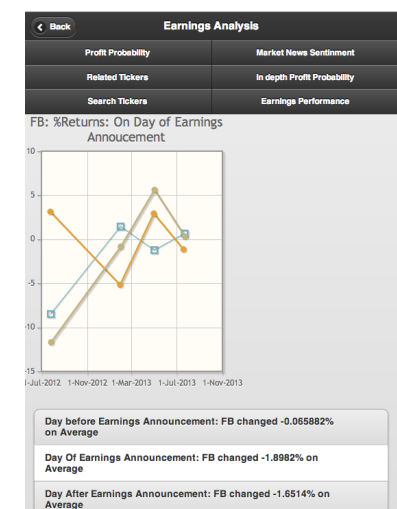 Back
Earnings Analysis
Profit Probability
Market News Sentinment
Related Tickers
In depth Profit Probability
Search Tickers
Earnings Performance
FB: %Returns: On Day of Earnings
Annoucement
10
5
0
-5
-10
-15
1-Jul-2012 1-Nov-2012 1-Mar-2013 1-Jul-2013 1-Nov-2013
Day before Earnings Announcement: FB changed -0.065882%
on Average
Day Of Earnings Announcement: FB changed -1.8982% on
Average
Day After Earnings Announcement: FB changed -1.6514% on
Average